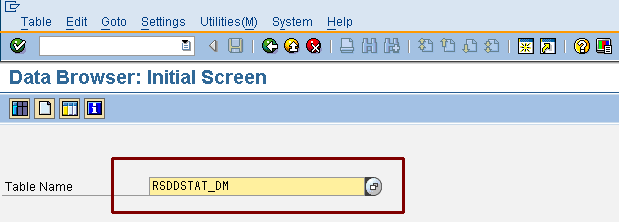 Table Edit Goto Settings Utilities(M) System Help
Data Browser: Initial Screen
Table Name RSDDSTAT_DM